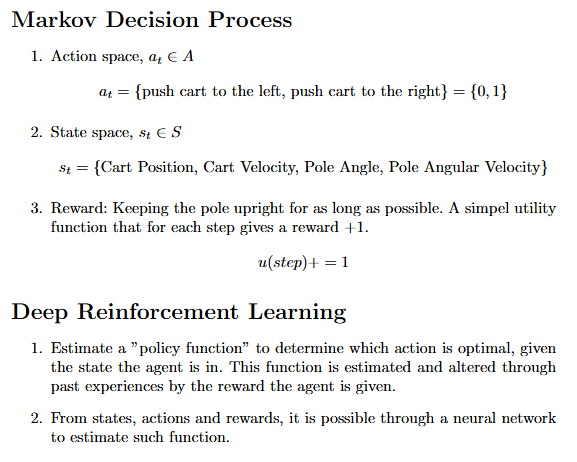 Markov Decision Process
1. Action space, aₜ ∈ A
aₜ = {push cart to the left, push cart to the right} = {0, 1}
2. State space, sₜ ∈ S
sₜ = {Cart Position, Cart Velocity, Pole Angle, Pole Angular Velocity}
3. Reward: Keeping the pole upright for as long as possible. A simpel utility
function that for each step gives a reward +1.
u(step)+ = 1
Deep Reinforcement Learning
1. Estimate a ”policy function” to determine which action is optimal, given
the state the agent is in. This function is estimated and altered through
past experiences by the reward the agent is given.
2. From states, actions and rewards, it is possible through a neural network
to estimate such function.